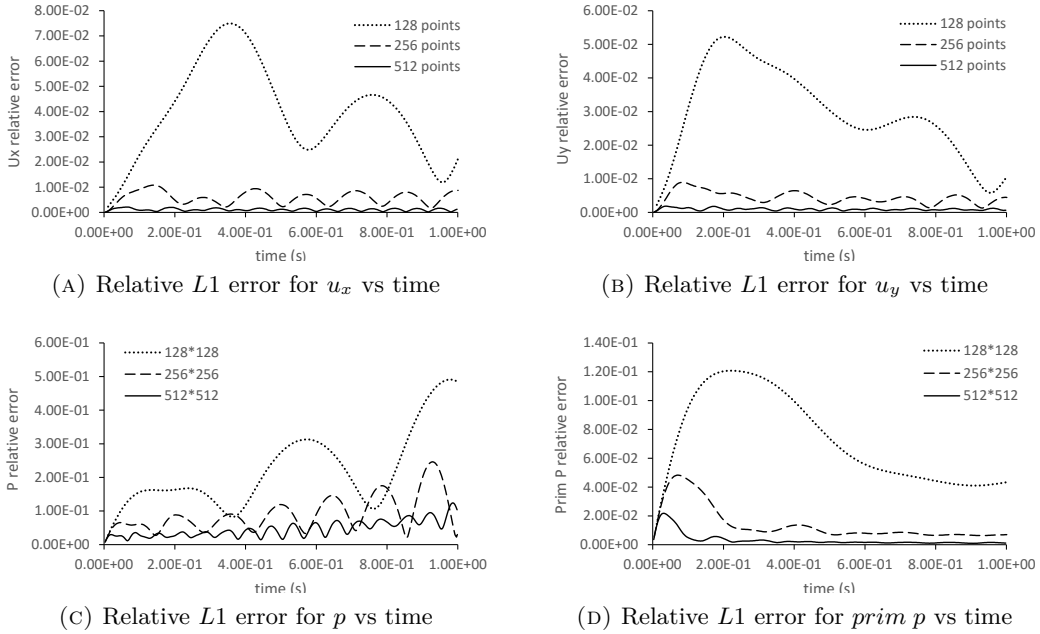 Ux relative error
8.00E-02
7.00E-02
6.00E-02
5.00E-02
4.00E-02
3.00E-02
2.00E-02
1.00E-02
0.00E+00
128 points
256 points
512 points
0.00E+00 2.00E-01 4.00E-01 6.00E-01 8.00E-01 1.00E+00
time (s)
(A) Relative L1 error for u_x vs time
Uy relative error
6.00E-02
5.00E-02
4.00E-02
3.00E-02
2.00E-02
1.00E-02
0.00E+00
128 points
256 points
512 points
0.00E+00 2.00E-01 4.00E-01 6.00E-01 8.00E-01 1.00E+00
time (s)
(B) Relative L1 error for u_y vs time
P relative error
6.00E-01
5.00E-01
4.00E-01
3.00E-01
2.00E-01
1.00E-01
0.00E+00
128*128
256*256
512*512
0.00E+00 2.00E-01 4.00E-01 6.00E-01 8.00E-01 1.00E+00
time (s)
(C) Relative L1 error for p vs time
Prim P relative error
1.40E-01
1.20E-01
1.00E-01
8.00E-02
6.00E-02
4.00E-02
2.00E-02
0.00E+00
128*128
256*256
512*512
0.00E+00 2.00E-01 4.00E-01 6.00E-01 8.00E-01 1.00E+00
time (s)
(D) Relative L1 error for prim p vs time